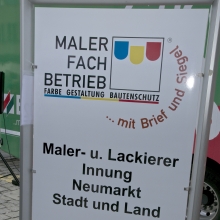 MALER
FACH
BETRIEB
FARBE GESTALTUNG BAUTENSCHUTZ
...mit Brief und Siegel
Maler- u. Lackierer
Innung
Neumarkt
Stadt und Land